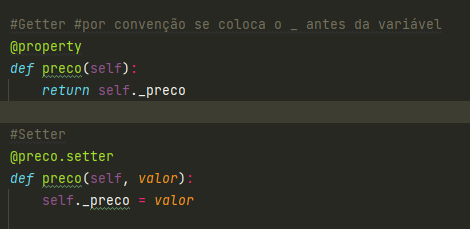 #Getter #por convenção se coloca o _ antes da variável
@property
def preco(self):
    return self._preco
#Setter
@preco.setter
def preco(self, valor):
    self._preco = valor